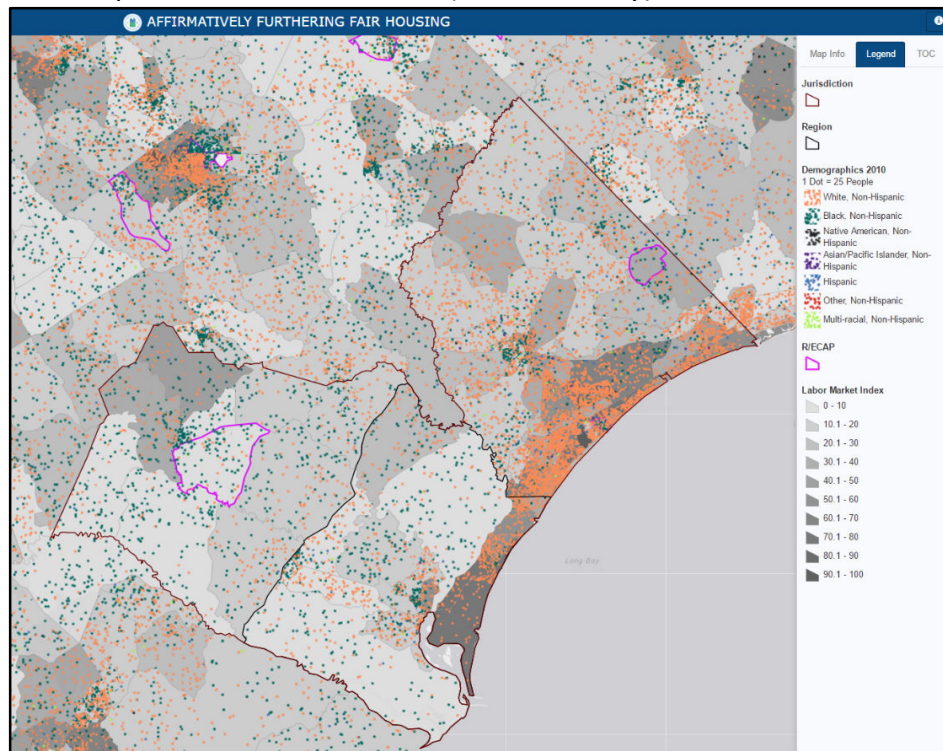 AFFIRMATIVELY FURTHERING FAIR HOUSING
Map Info Legend TOC
Jurisdiction
Region
Demographics 2010
1 Dot = 25 People
White, Non-Hispanic
Black, Non-Hispanic
Native American, Non-
Hispanic
Asian/Pacific Islander, Non-
Hispanic
Hispanic
Other, Non-Hispanic
Multi-racial, Non-Hispanic
R/ECAP
Labor Market Index
0 - 10
10.1 - 20
20.1 - 30
30.1 - 40
40.1 - 50
50.1 - 60
60.1 - 70
70.1 - 80
80.1 - 90
90.1 - 100
Long Bay